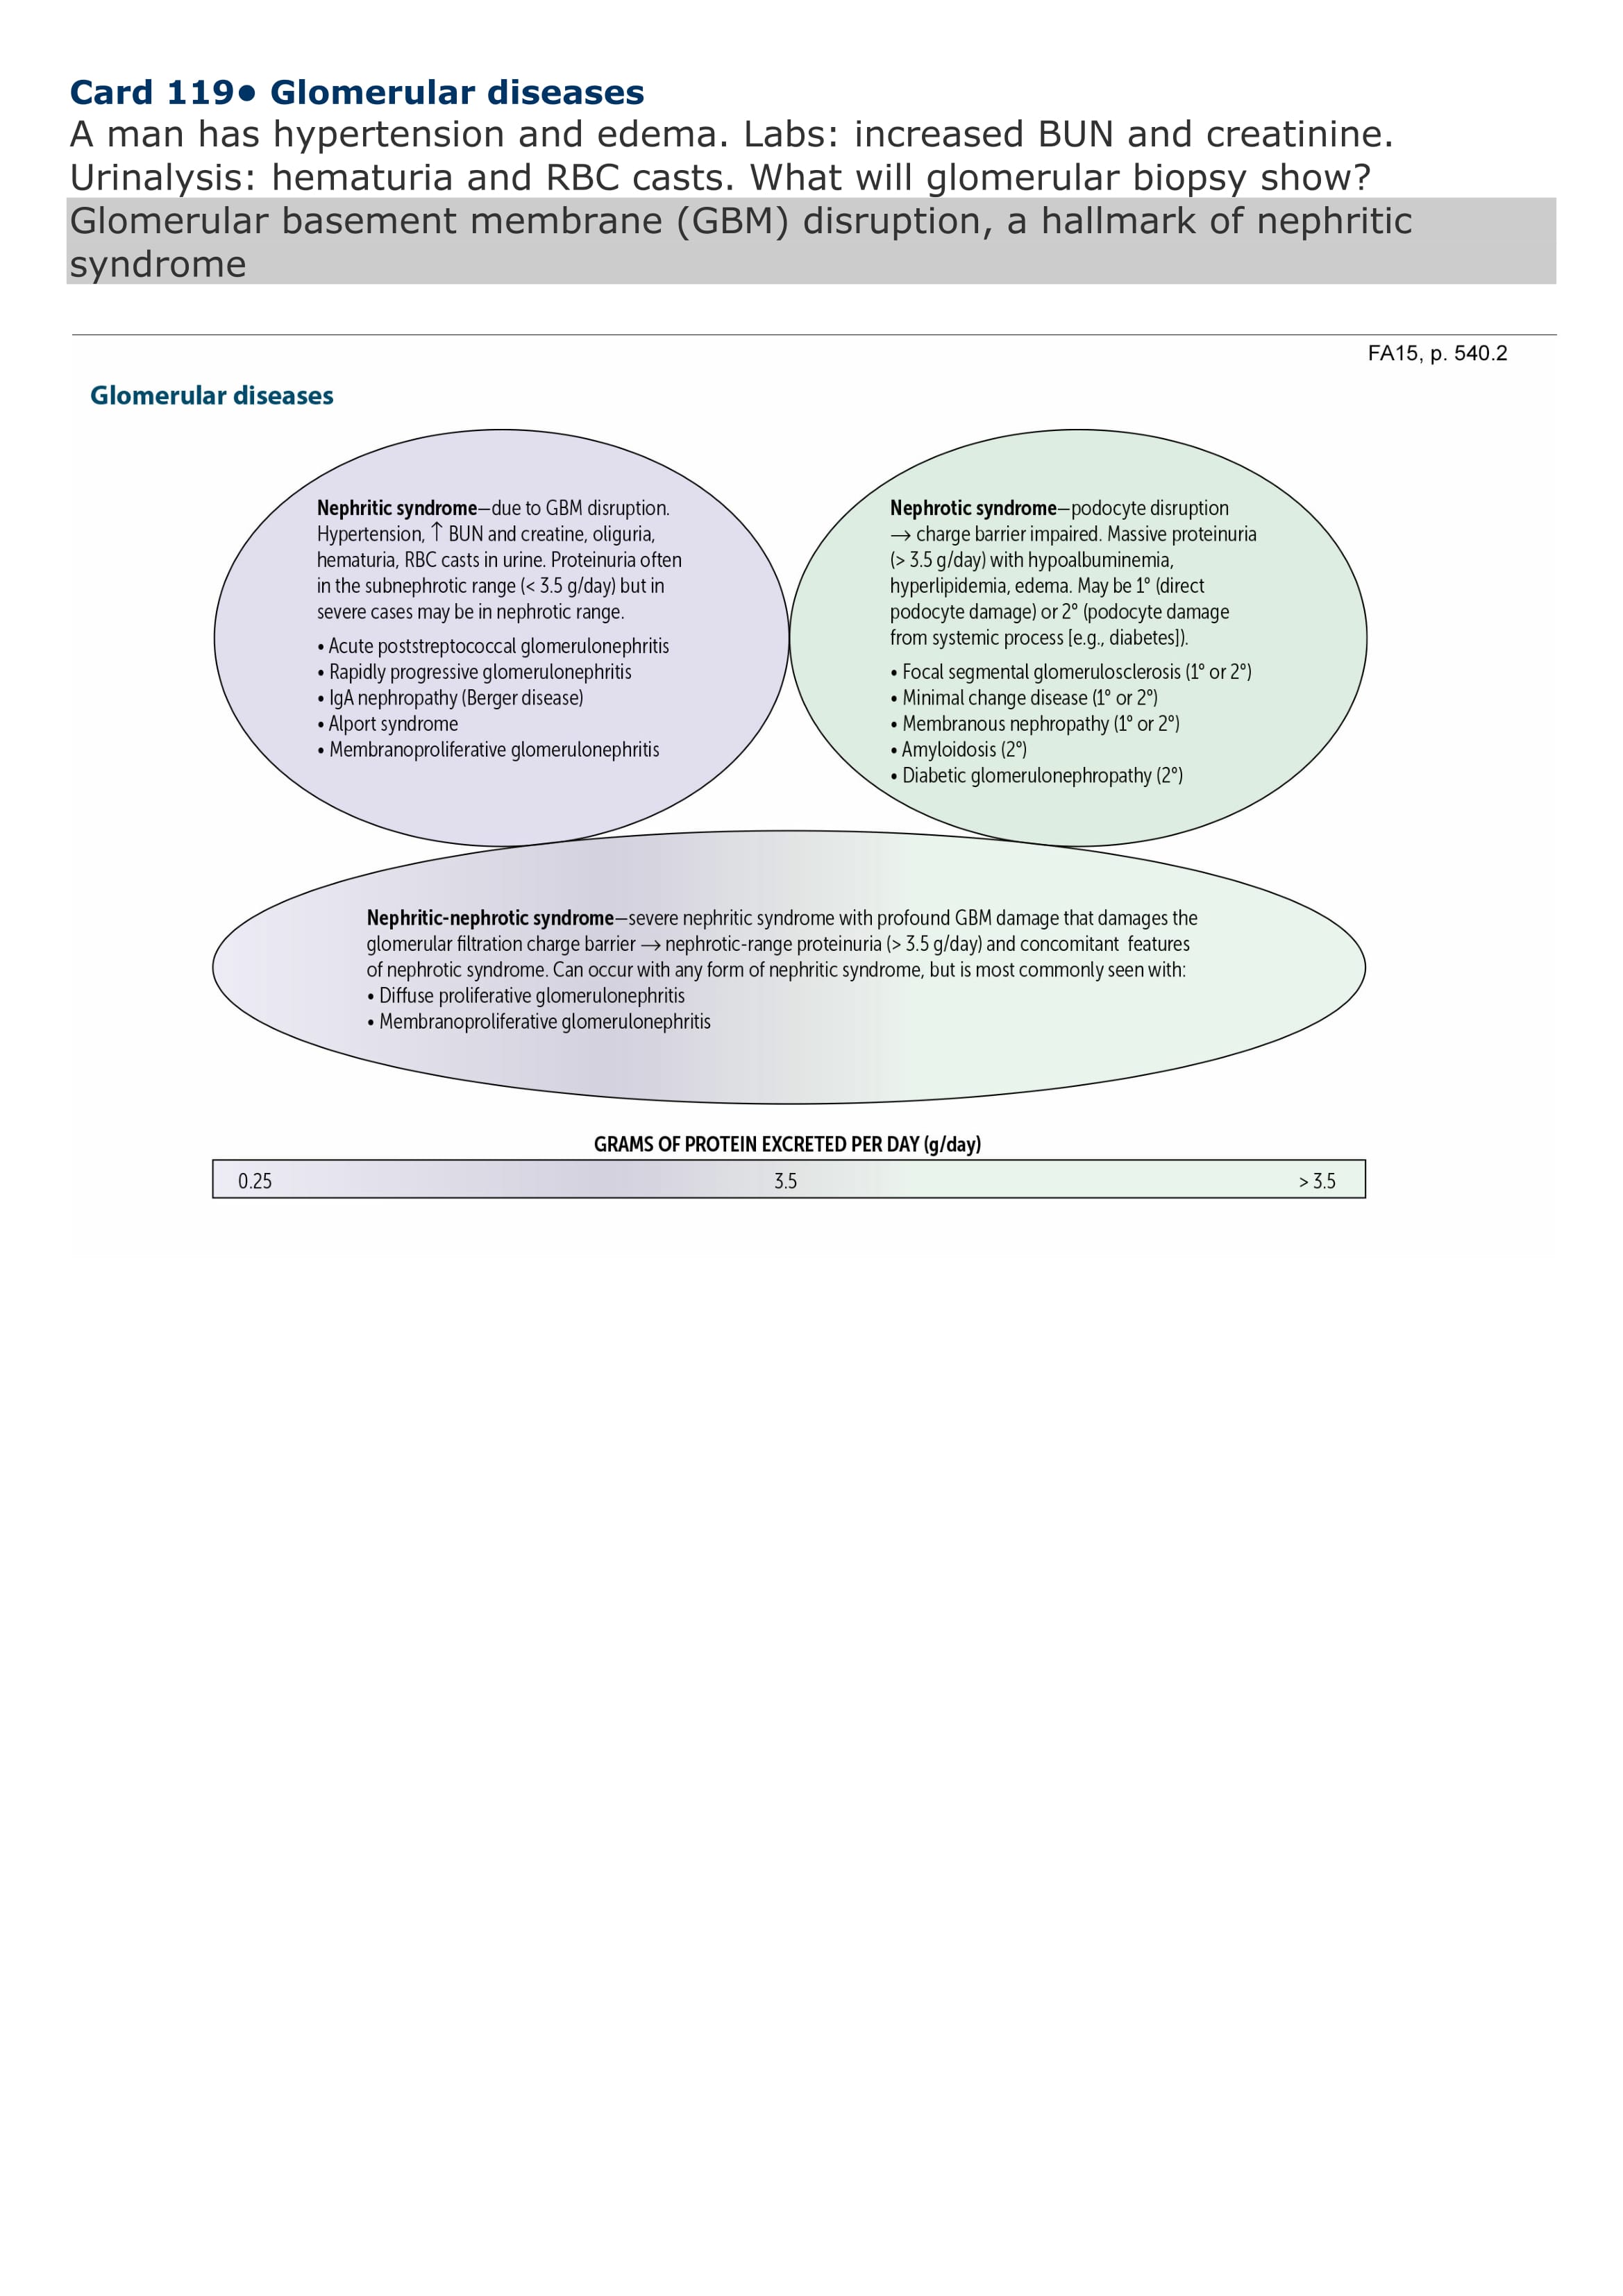 Card 119• Glomerular diseases
A man has hypertension and edema. Labs: increased BUN and creatinine.
Urinalysis: hematuria and RBC casts. What will glomerular biopsy show?
Glomerular basement membrane (GBM) disruption, a hallmark of nephritic
syndrome
FA15, p. 540.2
Glomerular diseases
Nephritic syndrome—due to GBM disruption.
Hypertension, ↑ BUN and creatine, oliguria,
hematuria, RBC casts in urine. Proteinuria often
in the subnephrotic range (< 3.5 g/day) but in
severe cases may be in nephrotic range.
• Acute poststreptococcal glomerulonephritis
• Rapidly progressive glomerulonephritis
• IgA nephropathy (Berger disease)
• Alport syndrome
• Membranoproliferative glomerulonephritis
Nephrotic syndrome—podocyte disruption
→ charge barrier impaired. Massive proteinuria
(> 3.5 g/day) with hypoalbuminemia,
hyperlipidemia, edema. May be 1° (direct
podocyte damage) or 2° (podocyte damage
from systemic process [e.g., diabetes]).
• Focal segmental glomerulosclerosis (1° or 2°)
• Minimal change disease (1° or 2°)
• Membranous nephropathy (1° or 2°)
• Amyloidosis (2°)
• Diabetic glomerulonephropathy (2°)
Nephritic-nephrotic syndrome—severe nephritic syndrome with profound GBM damage that damages the
glomerular filtration charge barrier → nephrotic-range proteinuria (> 3.5 g/day) and concomitant features
of nephrotic syndrome. Can occur with any form of nephritic syndrome, but is most commonly seen with:
• Diffuse proliferative glomerulonephritis
• Membranoproliferative glomerulonephritis
GRAMS OF PROTEIN EXCRETED PER DAY (g/day)
0.25 3.5 > 3.5